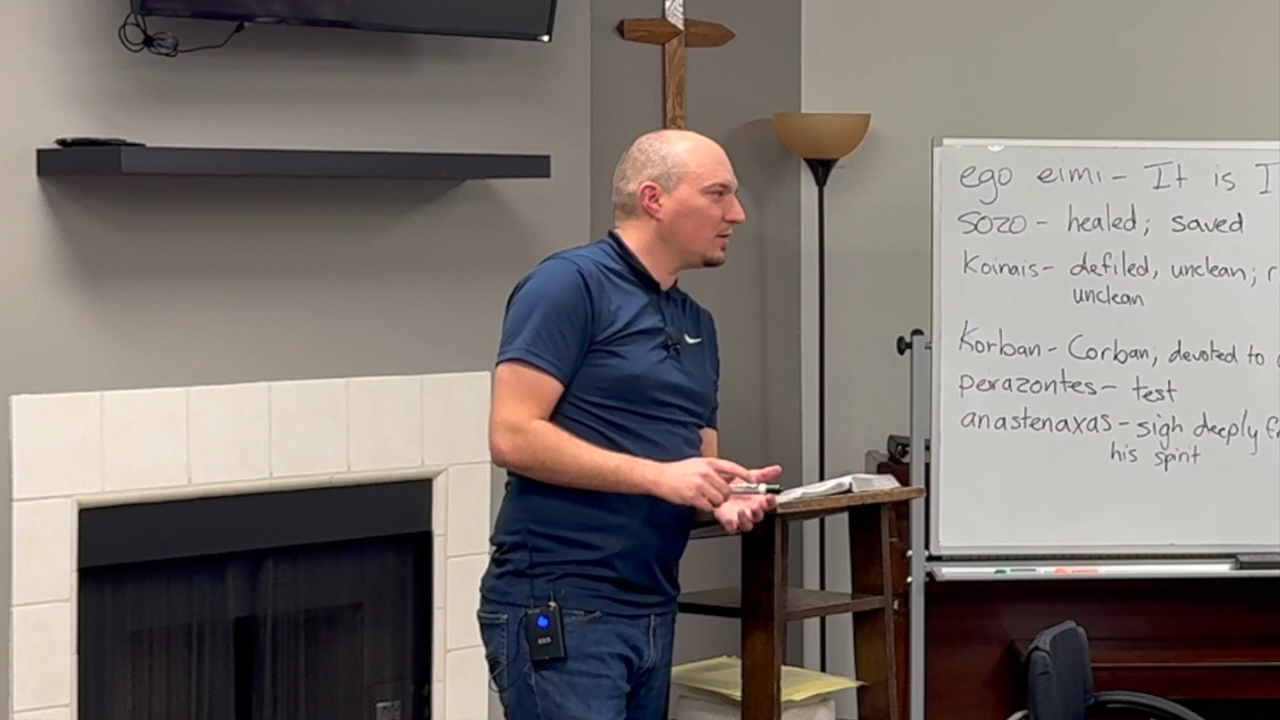 ego eimi - It is I
sozo - healed; saved
Koinais - defiled, unclean;
unclean
Korban - Corban; devoted to
perazontes - test
anastenaxas - sigh deeply
his spirit